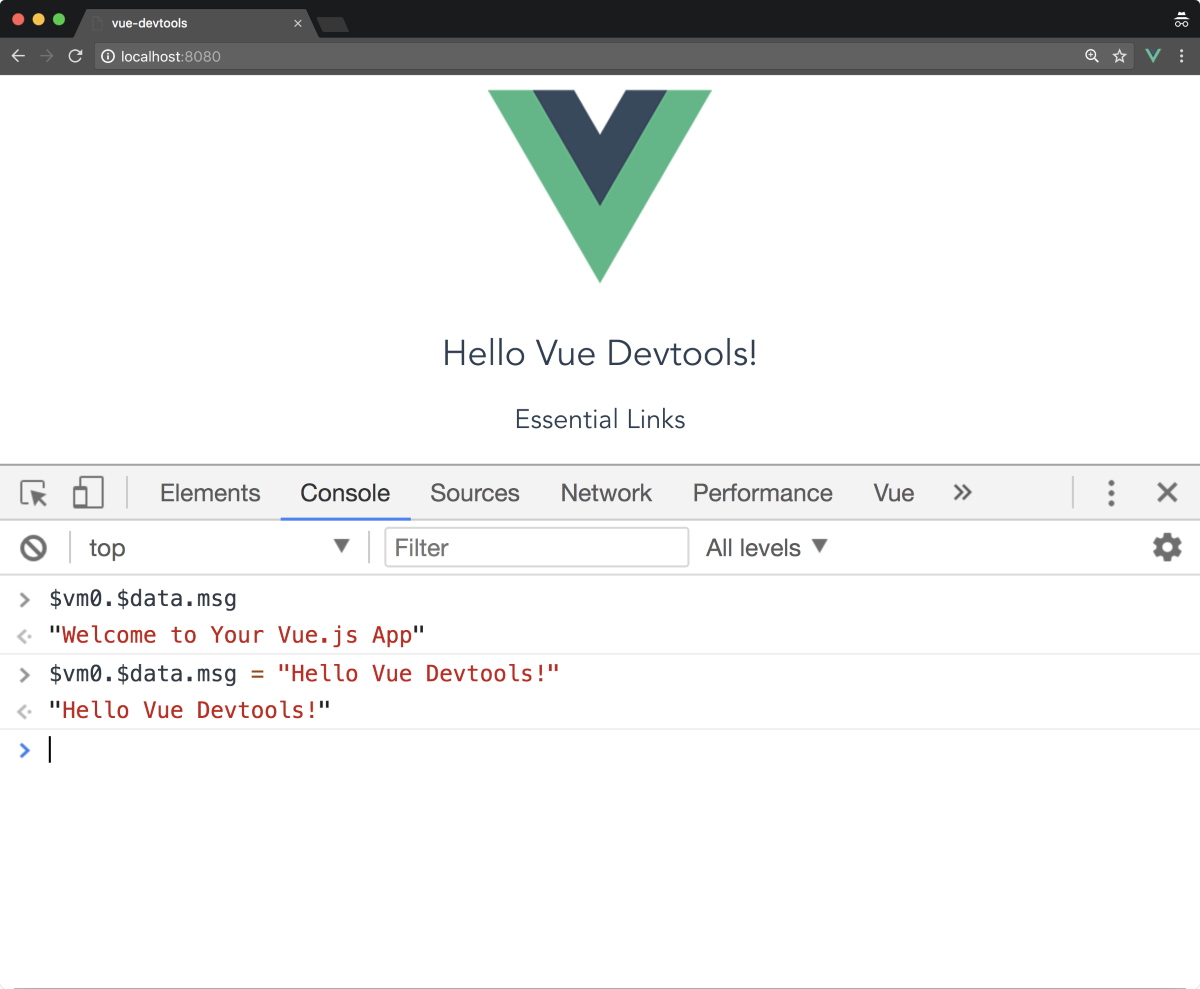 vue-devtools
localhost:8080
Hello Vue Devtools!
Essential Links
Elements Console Sources Network Performance Vue
top Filter All levels
$vm0.$data.msg
"Welcome to Your Vue.js App"
$vm0.$data.msg = "Hello Vue Devtools!"
"Hello Vue Devtools!"